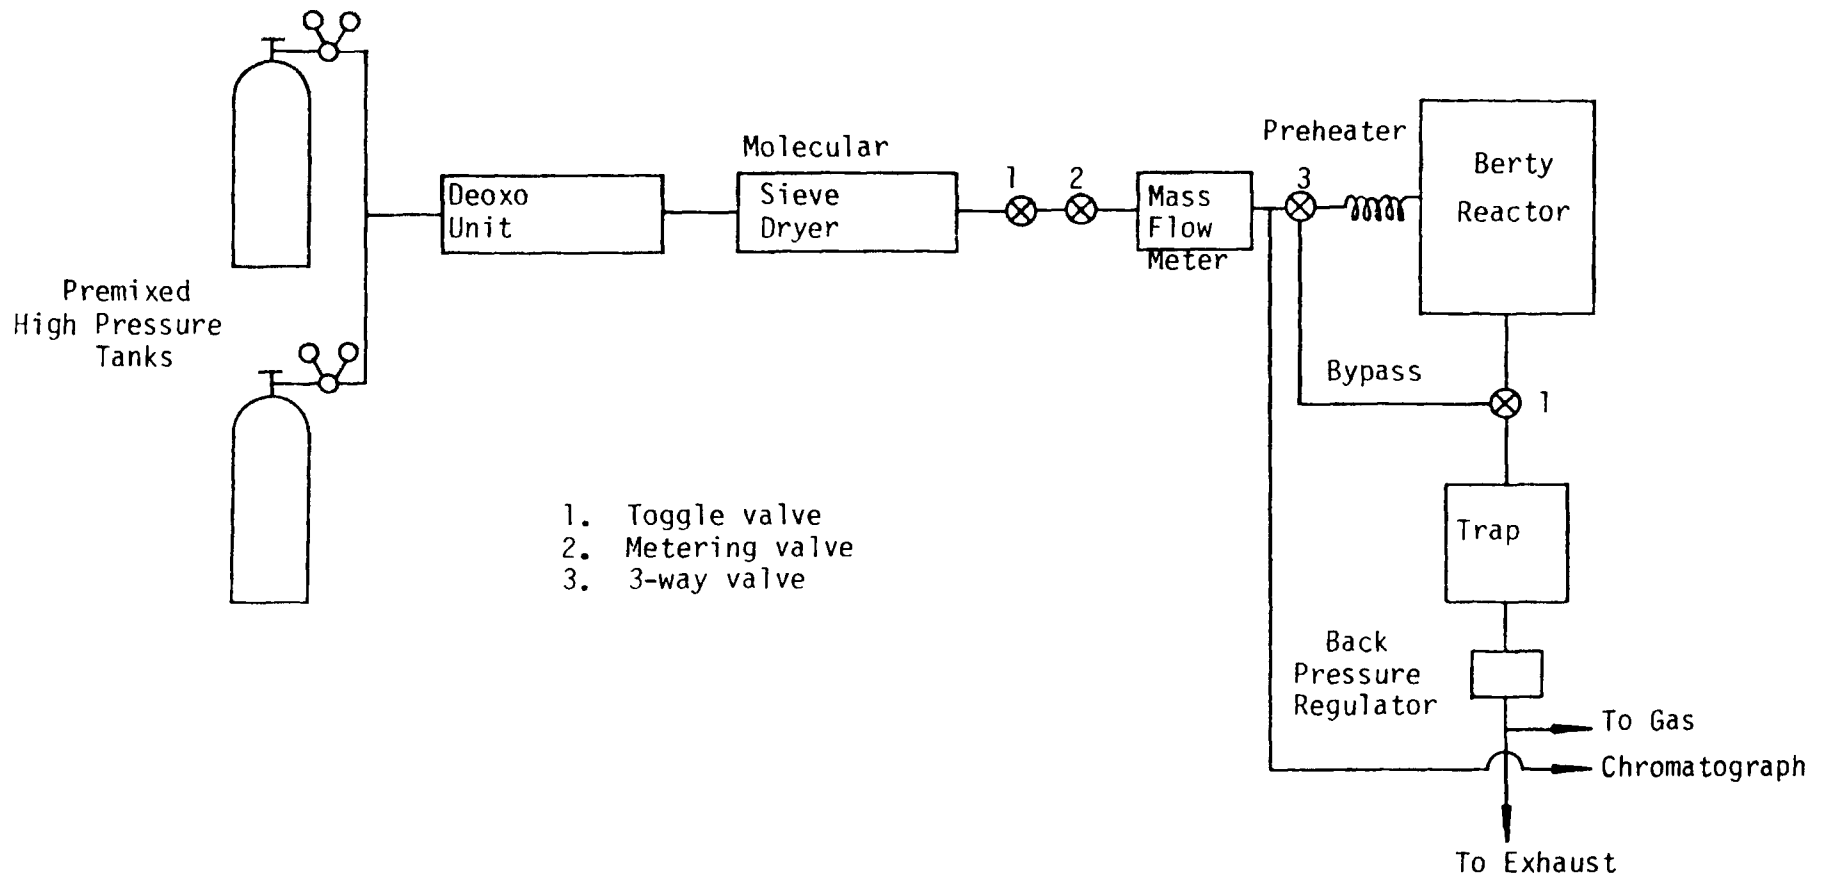 Premixed
High Pressure
Tanks
Deoxo
Unit
Molecular
Sieve
Dryer
1
2
Mass
Flow
Meter
3
Preheater
Berty
Reactor
Bypass
1
Trap
1. Toggle valve
2. Metering valve
3. 3-way valve
Back
Pressure
Regulator
To Gas
Chromatograph
To Exhaust